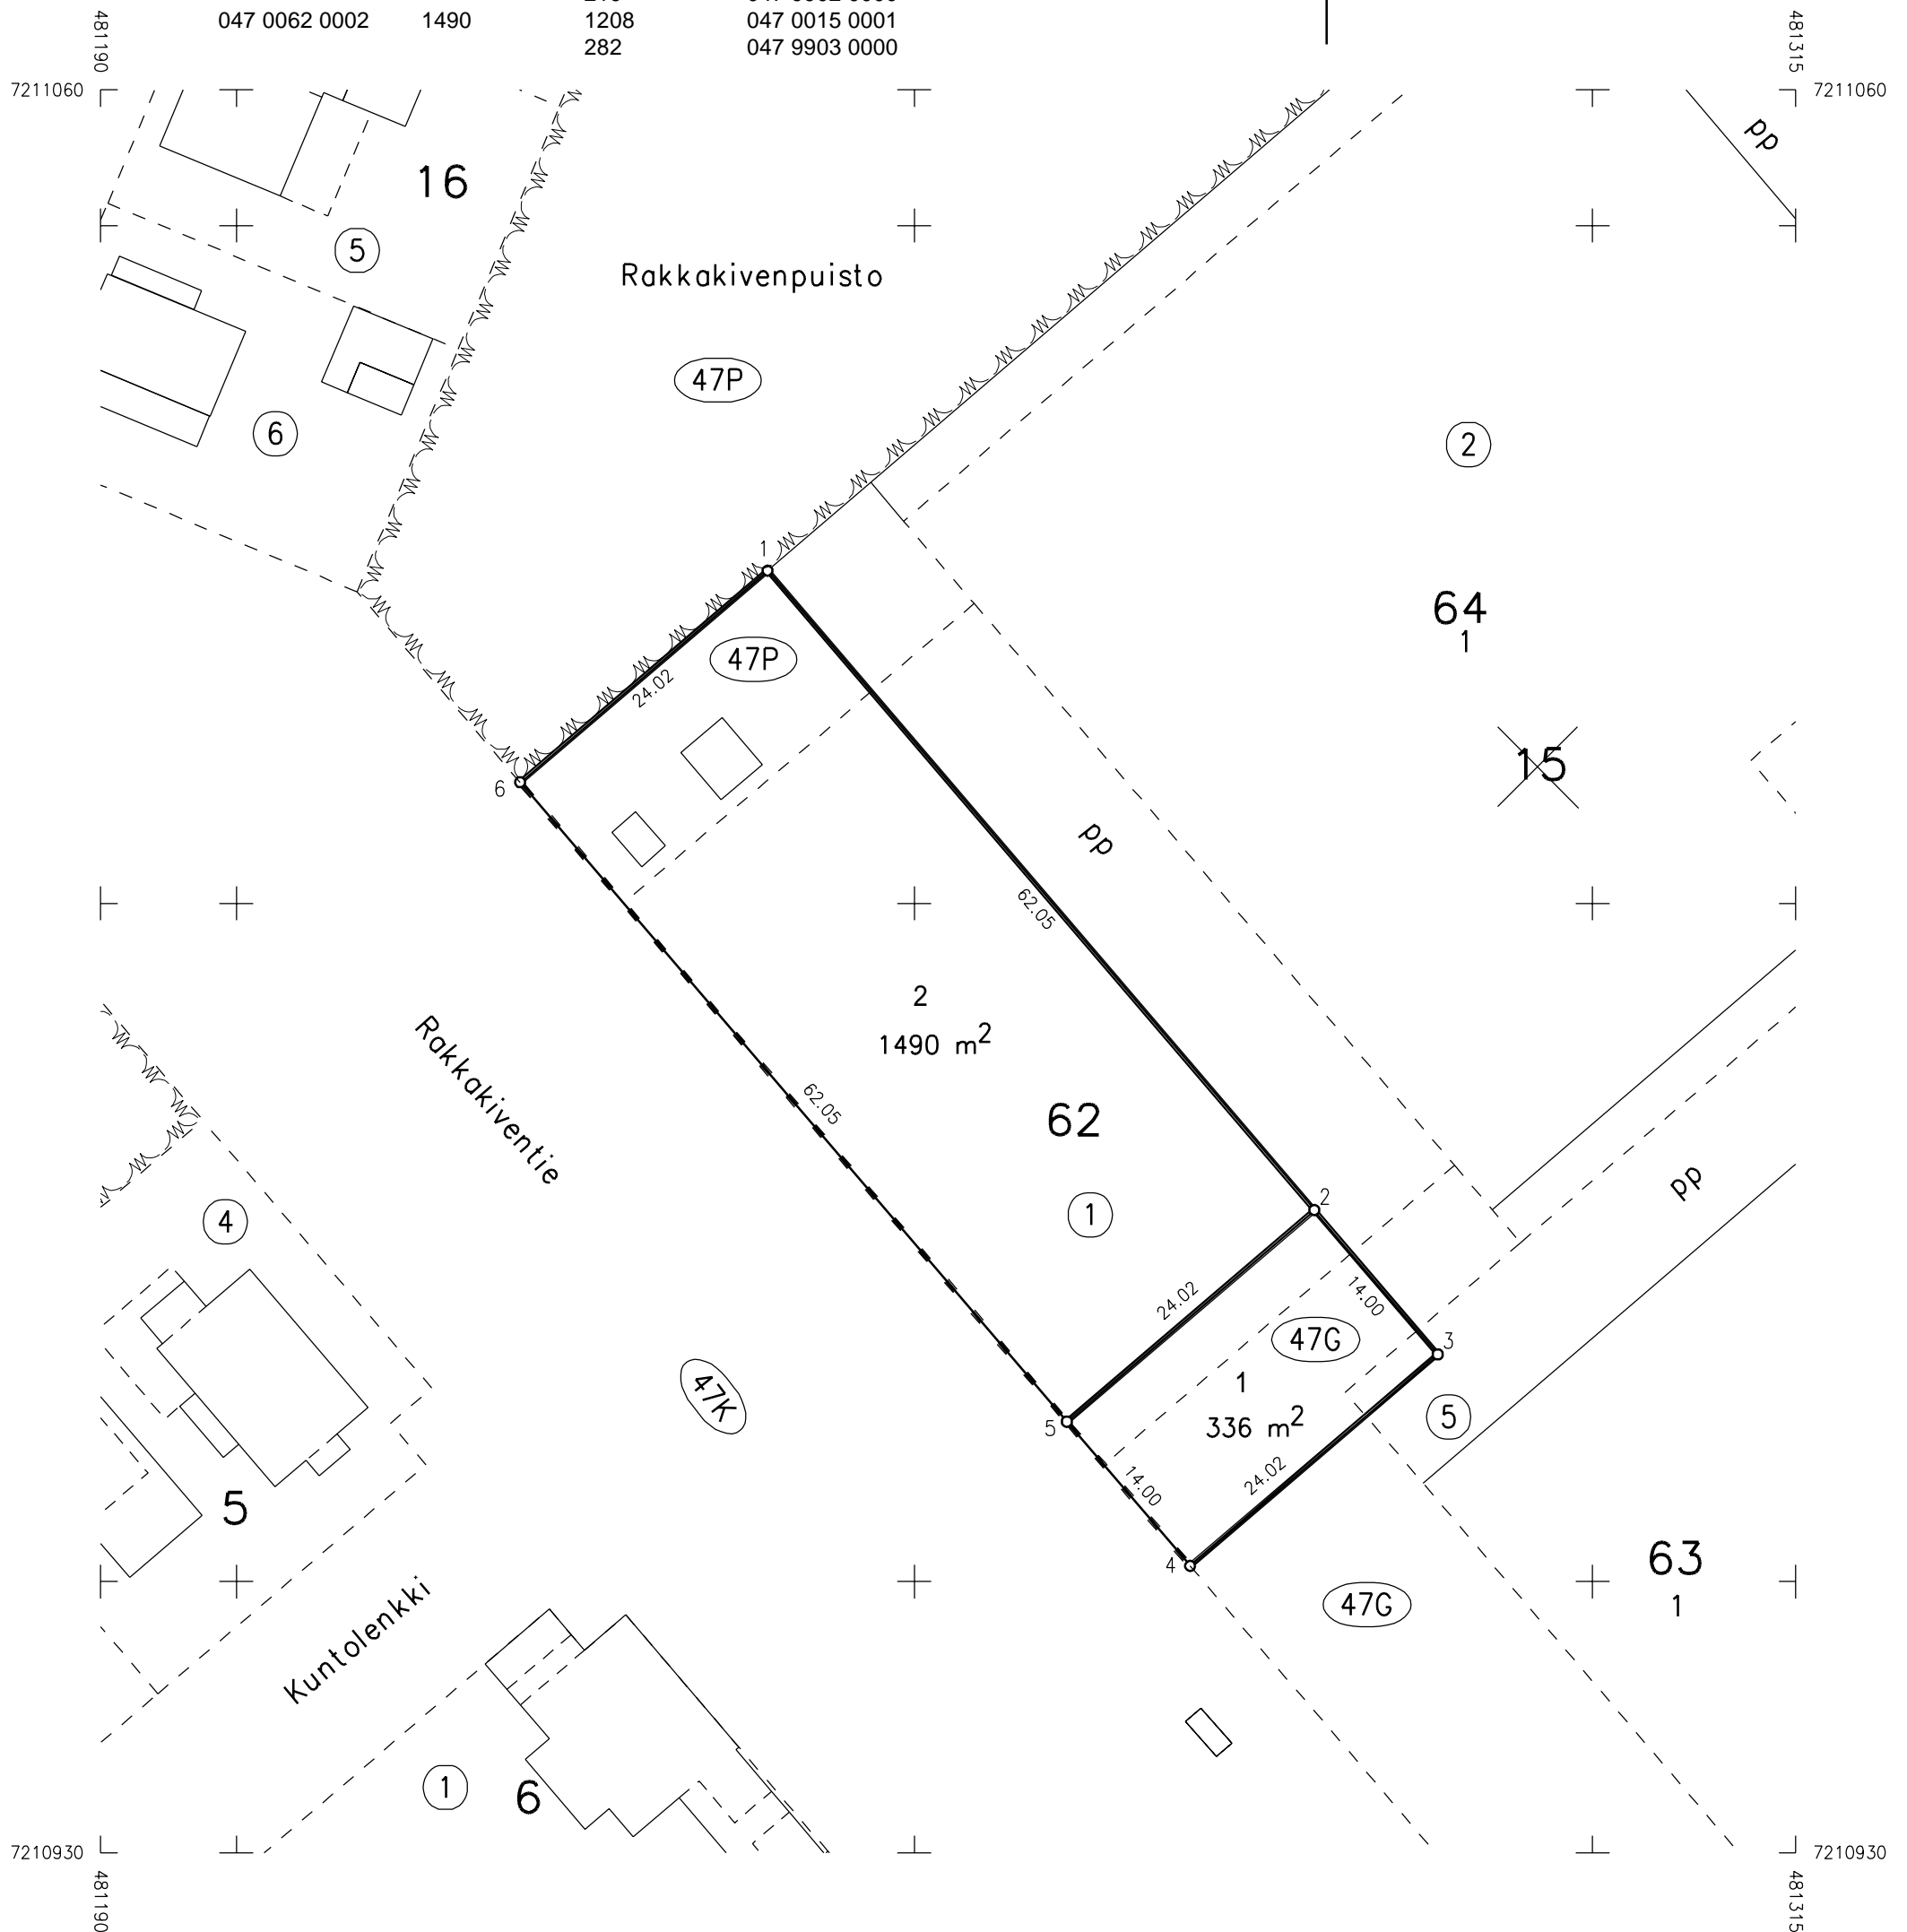 047 0062 0002 1490 1208 047 0015 0001
282 047 9903 0000
481190 481315
7211060 7211060
pp
16
5
Rakkakivenpuisto
47P
6
2
1
64
1
47P
24.02
15
6
pp
62.05
2
1490 m2
Rakkakiventie
62.05
62
pp
2
1
4
24.02
14.00
47G
3
1
47K
5
336 m2
5
24.02
14.00
5
63
4
1
47G
Kuntolenkki
1
6
7210930 7210930
481190 481315